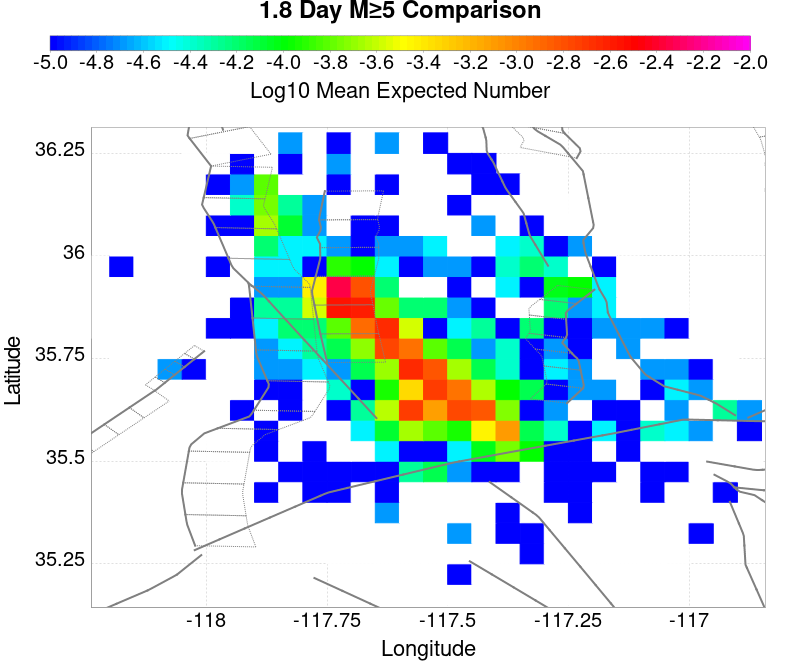 1.8 Day M≥5 Comparison
-5.0 -4.8 -4.6 -4.4 -4.2 -4.0 -3.8 -3.6 -3.4 -3.2 -3.0 -2.8 -2.6 -2.4 -2.2 -2.0
Log10 Mean Expected Number
36.25
36
35.75
35.5
35.25
Latitude
-118 -117.75 -117.5 -117.25 -117
Longitude